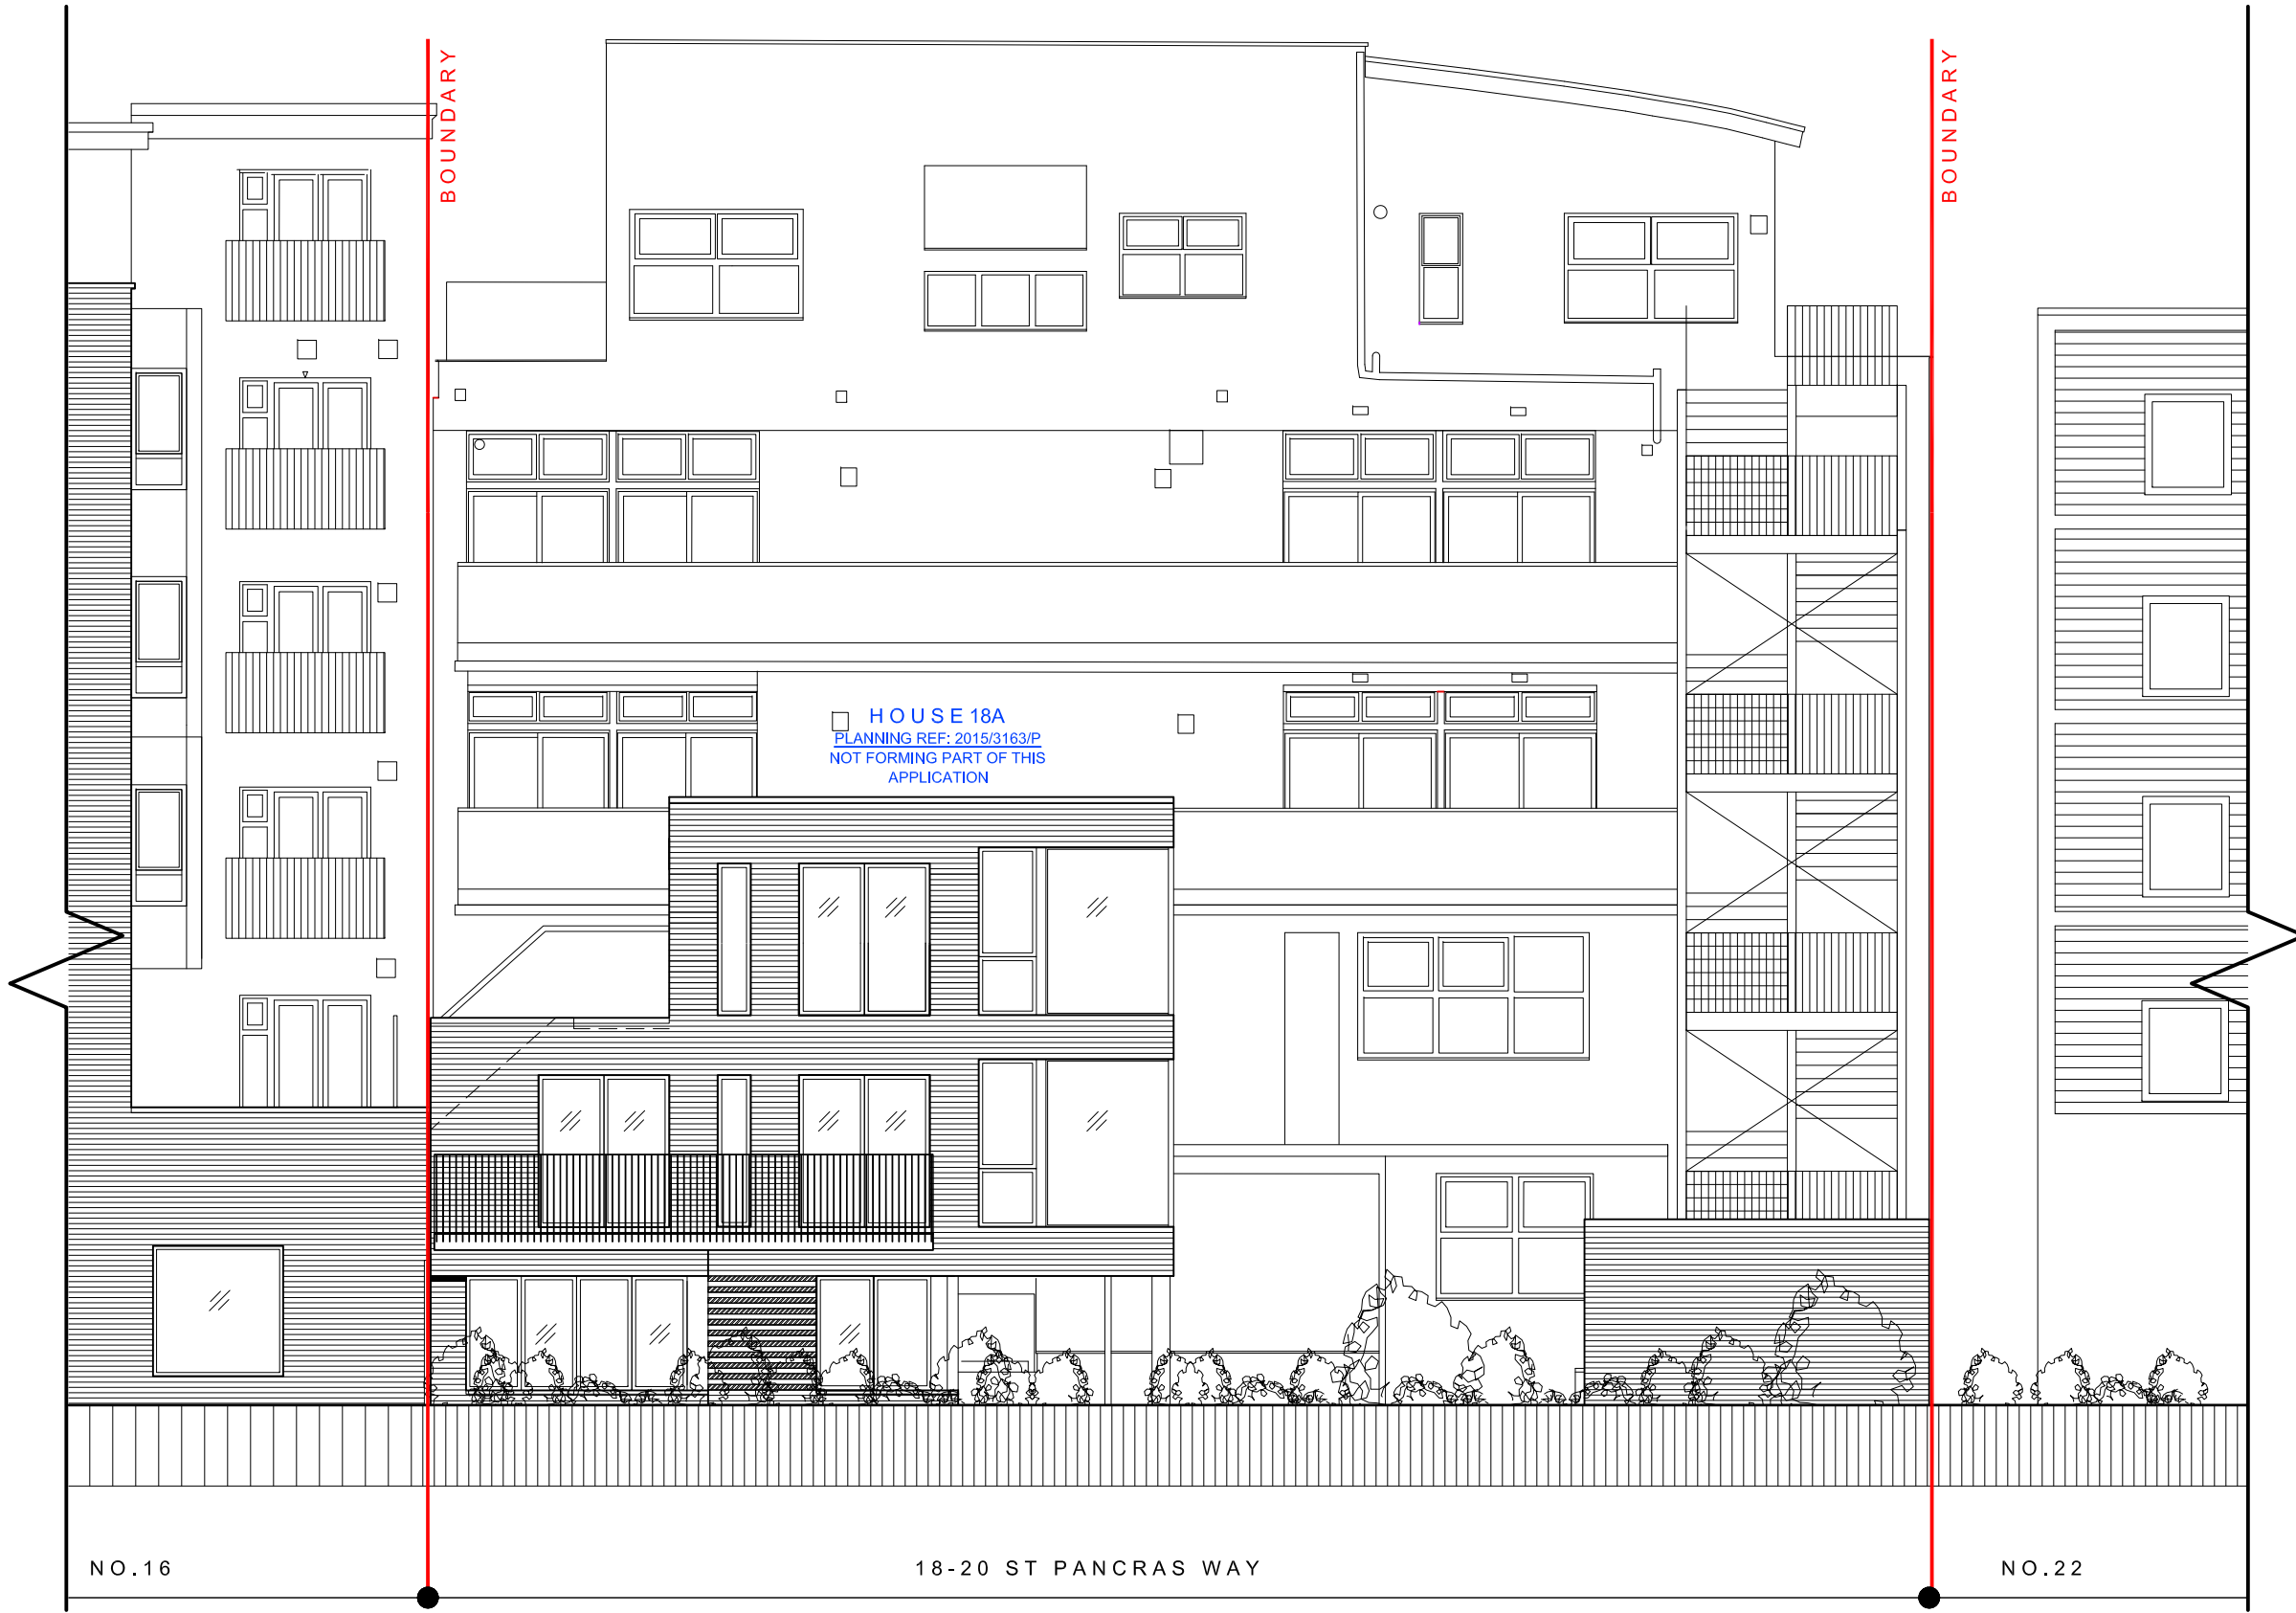 BOUNDARY
BOUNDARY
HOUSE 18A
PLANNING REF: 2015/3163/P
NOT FORMING PART OF THIS
APPLICATION
NO.16
18-20 ST PANCRAS WAY
NO.22